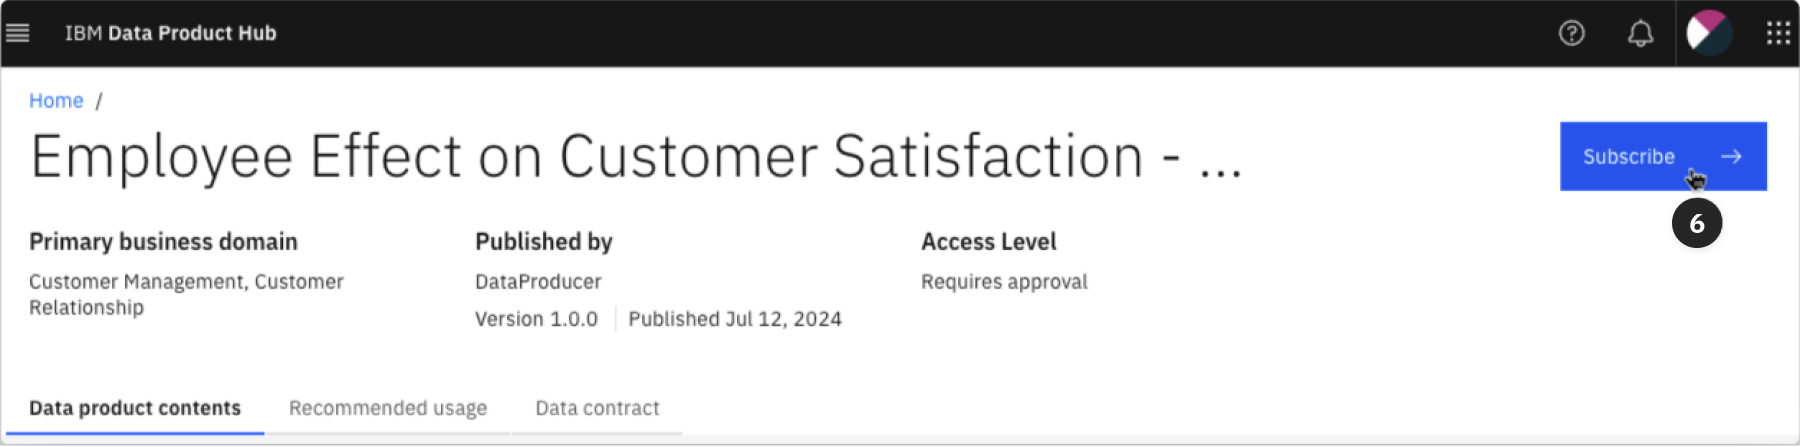 IBM Data Product Hub
Home /
Employee Effect on Customer Satisfaction - ...
Subscribe
6
Primary business domain
Customer Management, Customer
Relationship
Published by
DataProducer
Version 1.0.0 Published Jul 12, 2024
Access Level
Requires approval
Data product contents Recommended usage Data contract